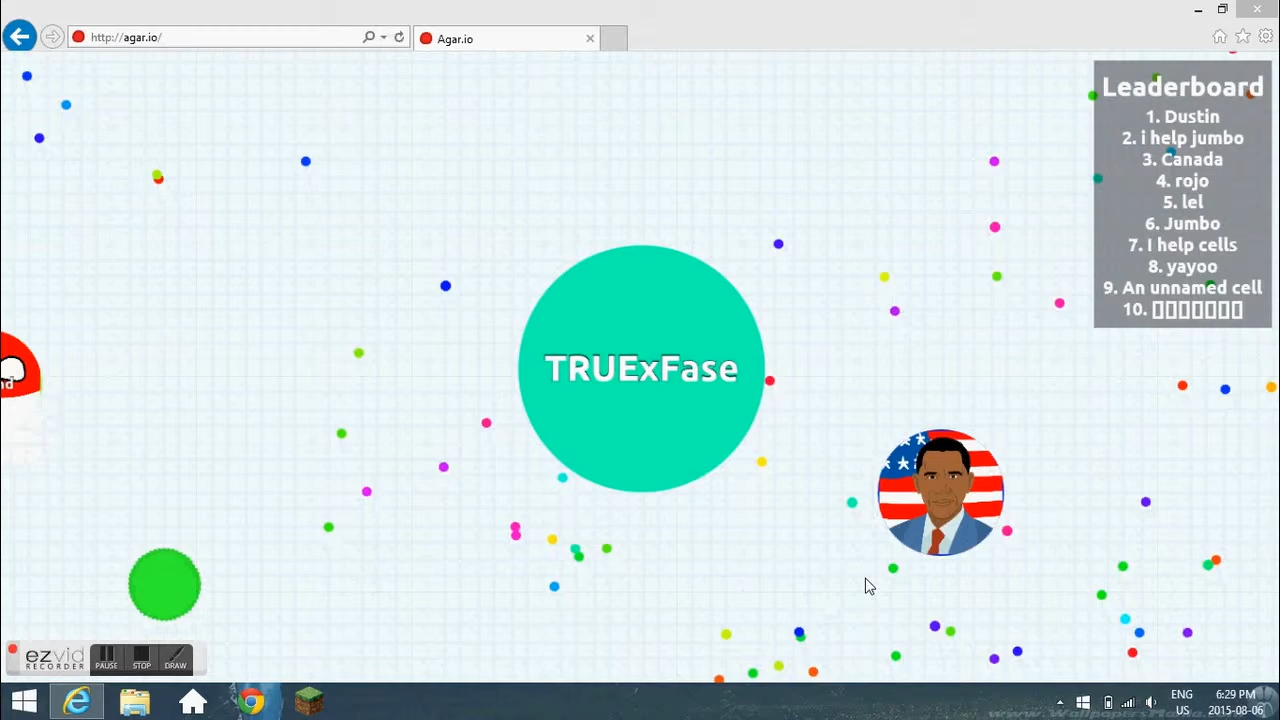 http://agar.io/
Agar.io
Leaderboard
1. Dustin
2. i help jumbo
3. Canada
4. rojo
5. lel
6. Jumbo
7. I help cells
8. yayoo
9. An unnamed cell
10. 
TRUExFase
nd
ezvid
RECORDER
PAUSE
STOP
DRAW
ENG
US
6:29 PM
2015-08-06